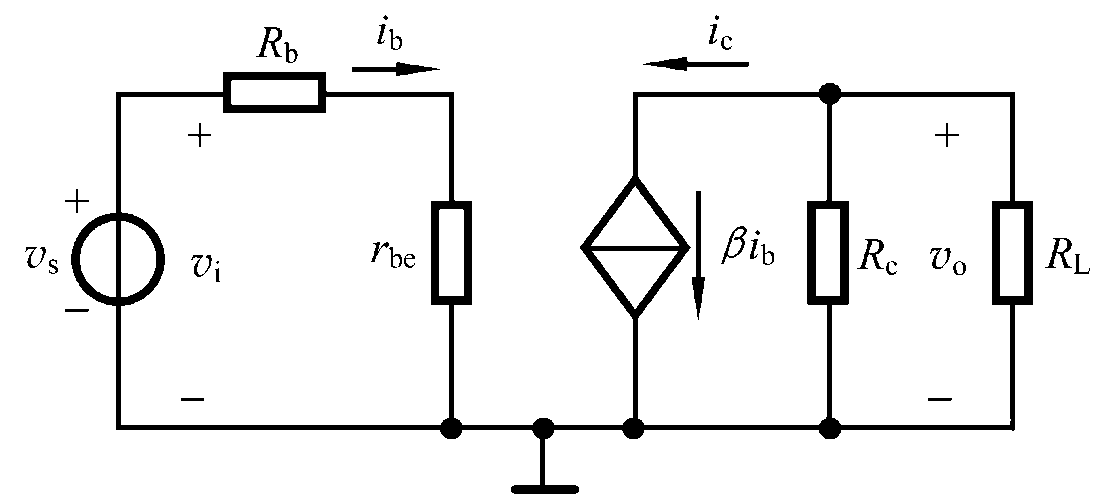 R_b
i_b
i_c
+
+
+
v_s
v_i
r_be
βi_b
R_c
v_o
R_L
−
−
−